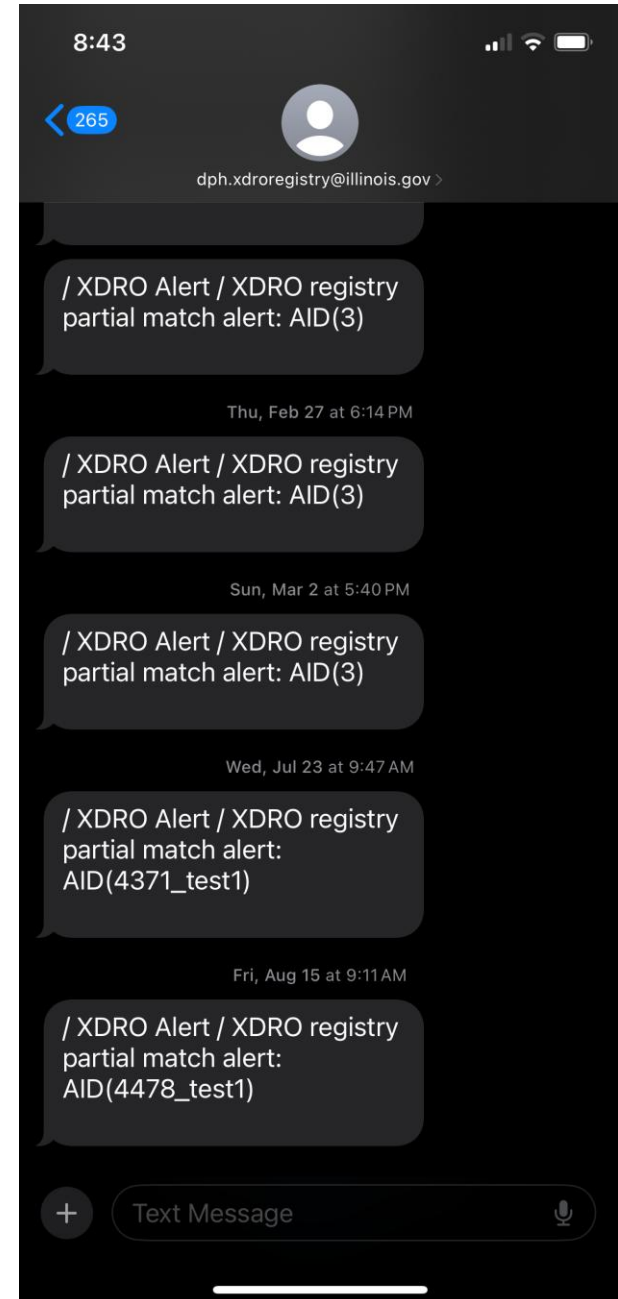 8:43
265
dph.xdroregistry@illinois.gov
/ XDRO Alert / XDRO registry
partial match alert: AID(3)
Thu, Feb 27 at 6:14 PM
/ XDRO Alert / XDRO registry
partial match alert: AID(3)
Sun, Mar 2 at 5:40 PM
/ XDRO Alert / XDRO registry
partial match alert: AID(3)
Wed, Jul 23 at 9:47 AM
/ XDRO Alert / XDRO registry
partial match alert:
AID(4371_test1)
Fri, Aug 15 at 9:11 AM
/ XDRO Alert / XDRO registry
partial match alert:
AID(4478_test1)
Text Message